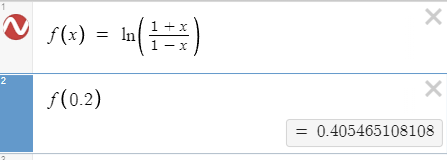 1
f(x) = ln((1+x)/(1-x))
2
f(0.2)
= 0.405465108108
3